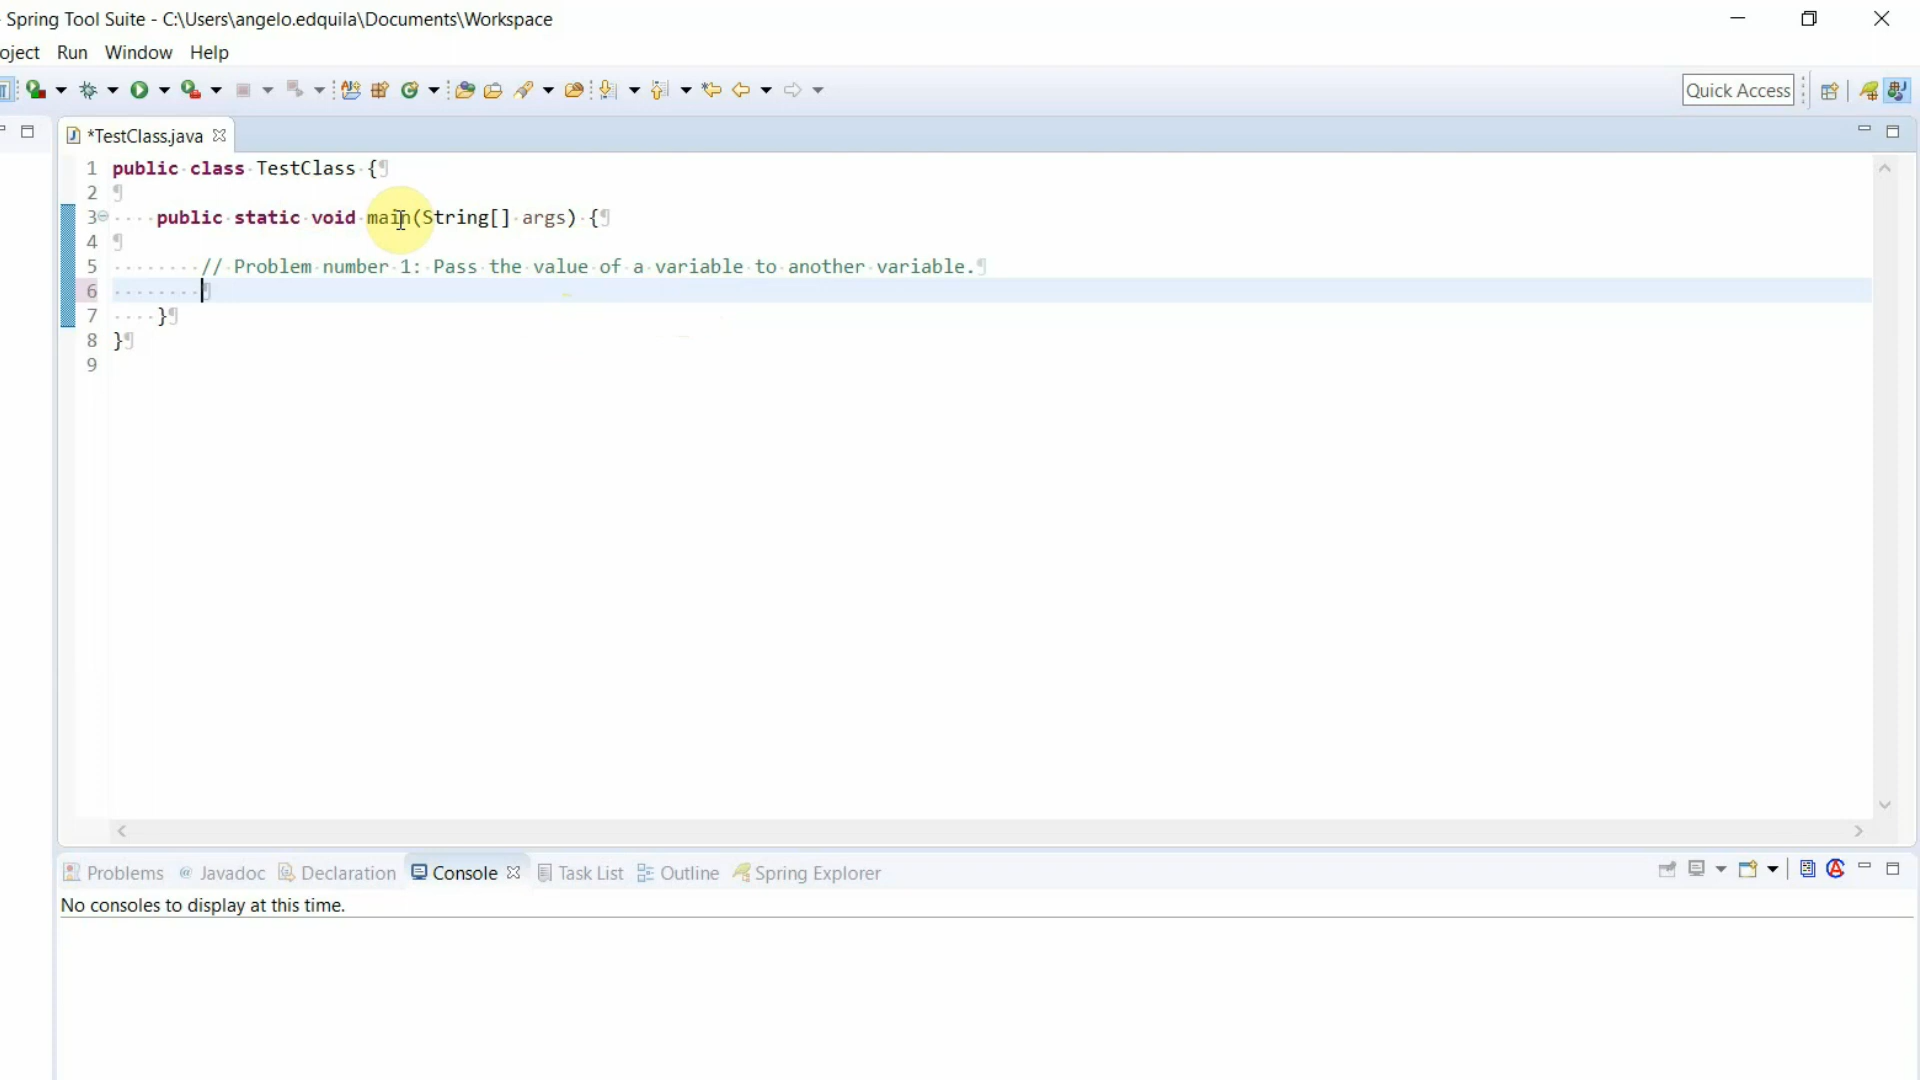 Spring Tool Suite - C:\Users\angelo.edquila\Documents\Workspace
oject Run Window Help
Quick Access
*TestClass.java
1 public class TestClass {
2
3 public static void main(String[] args) {
4
5 // Problem number 1: Pass the value of a variable to another variable.
6
7 }
8 }
9
Problems @ Javadoc Declaration Console Task List Outline Spring Explorer
No consoles to display at this time.